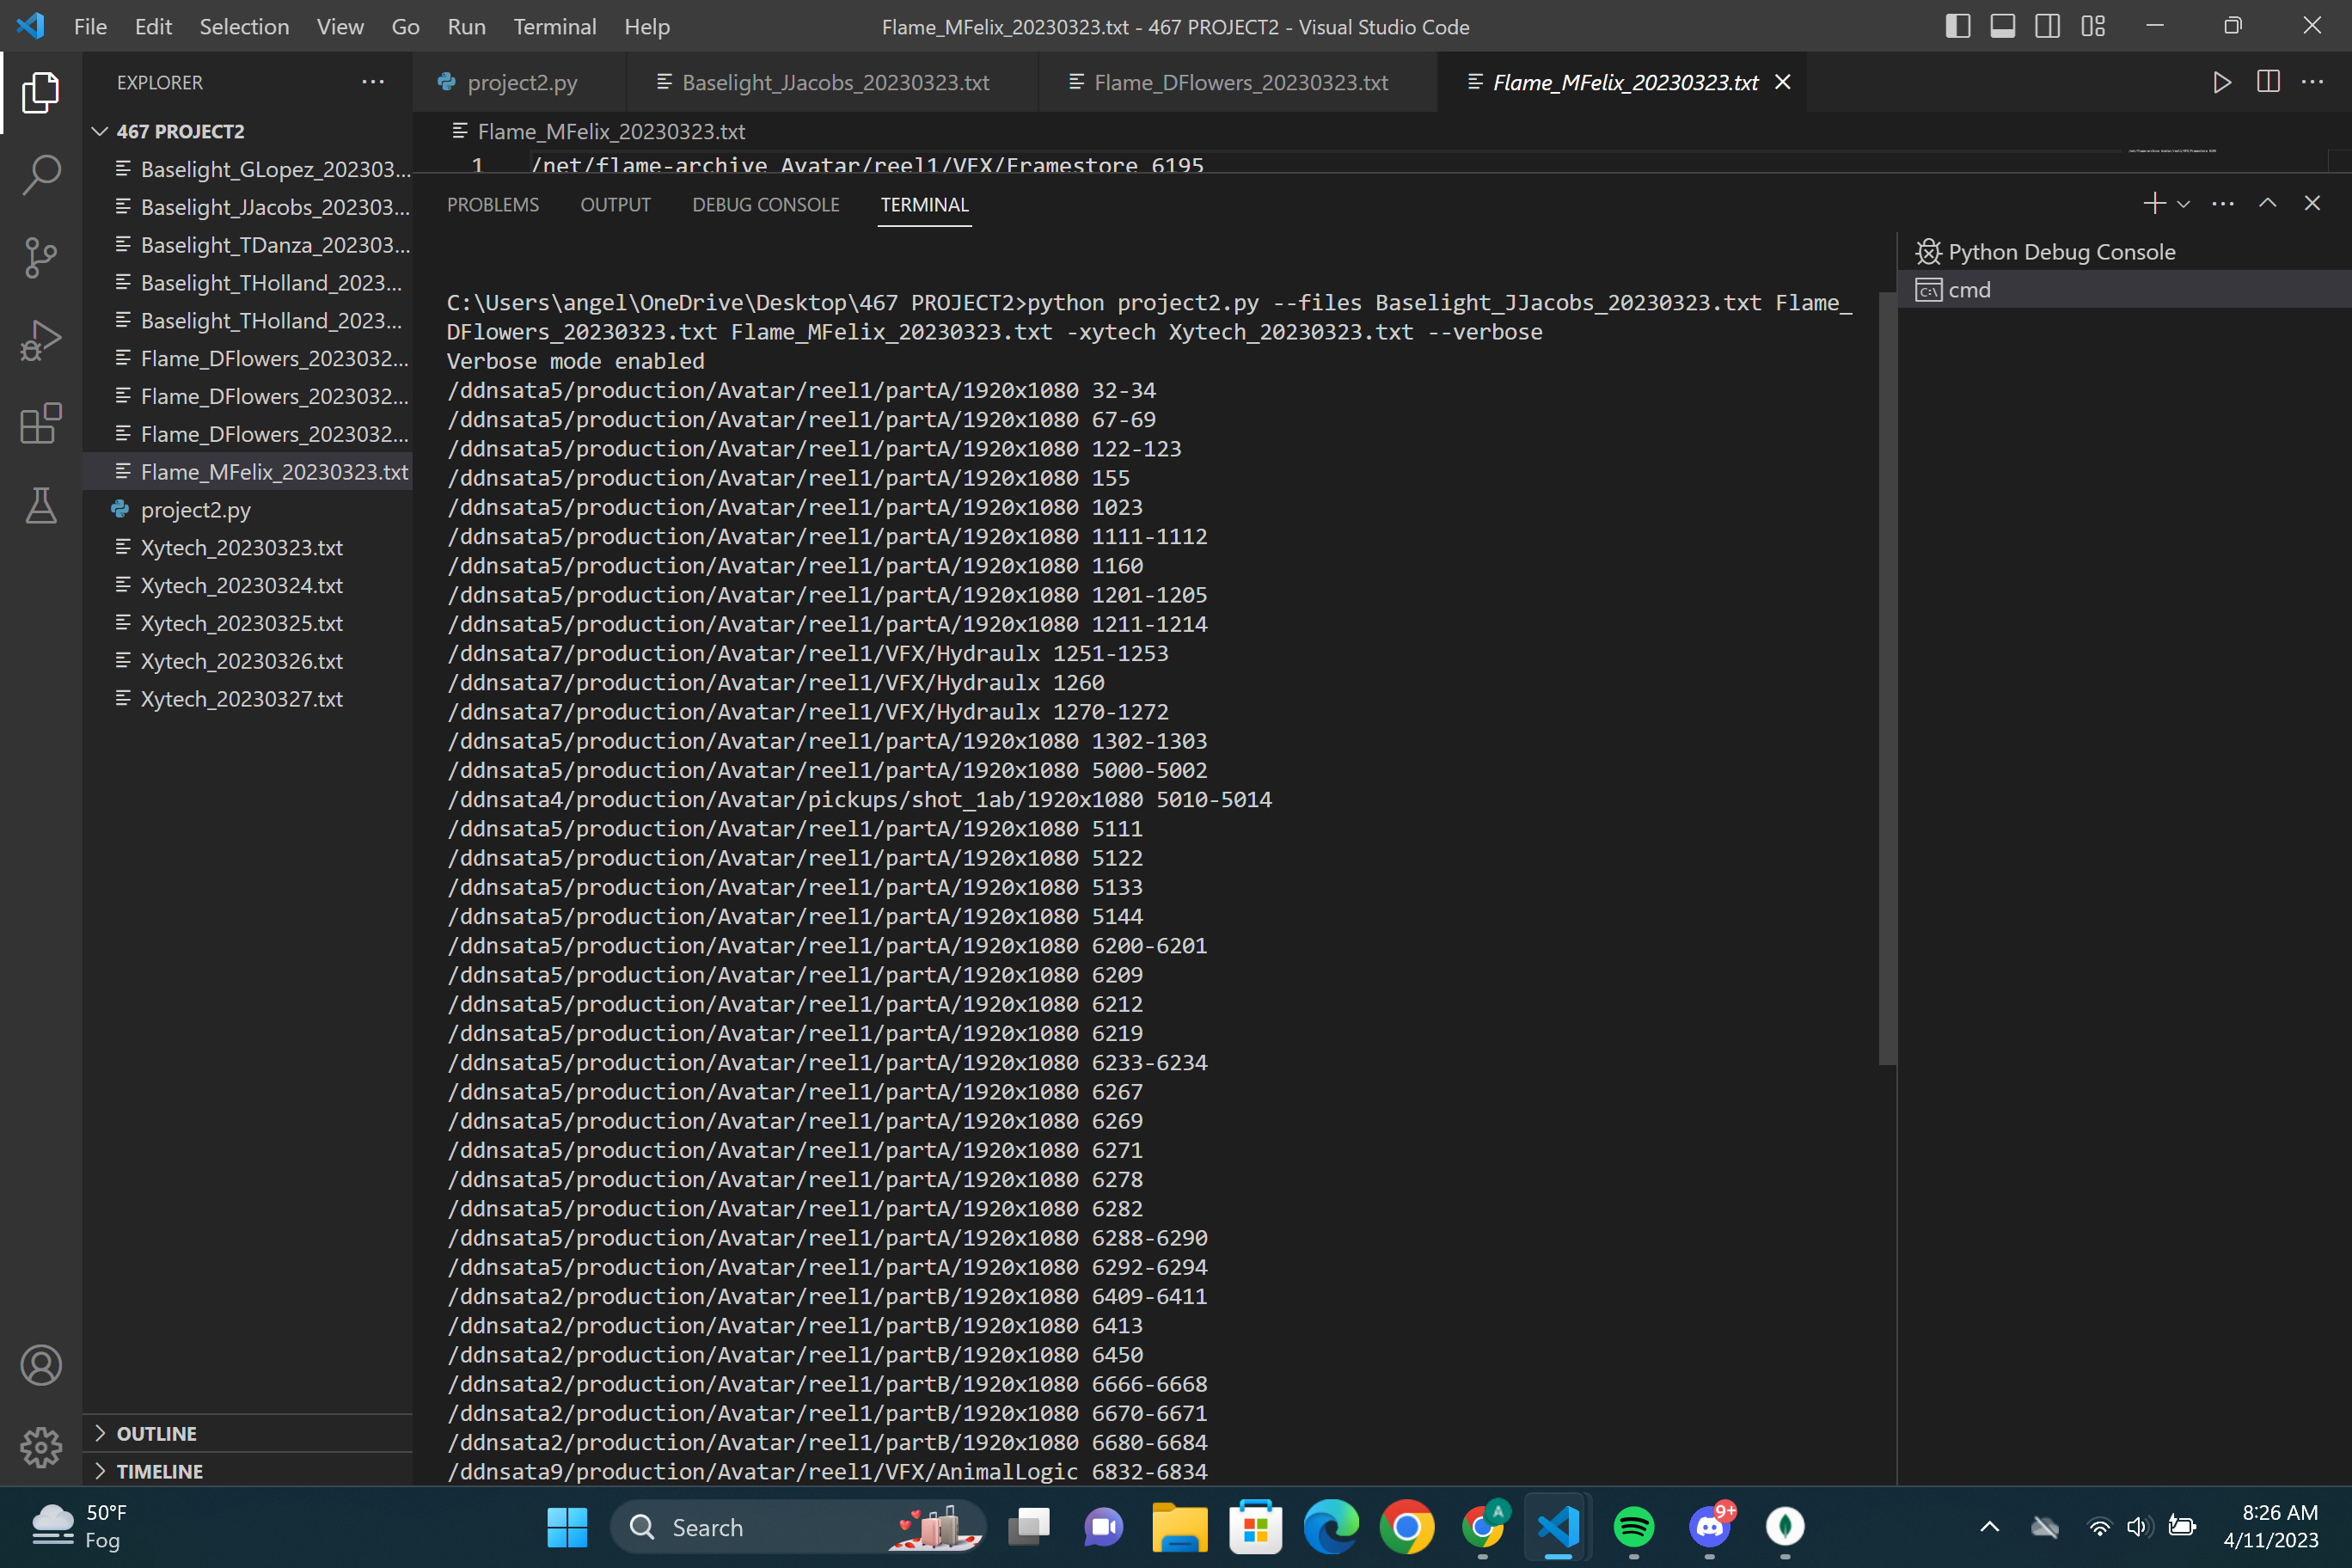 File Edit Selection View Go Run Terminal Help
Flame_MFelix_20230323.txt - 467 PROJECT2 - Visual Studio Code
EXPLORER
467 PROJECT2
Baselight_GLopez_202303...
Baselight_JJacobs_202303...
Baselight_TDanza_202303...
Baselight_THolland_2023...
Baselight_THolland_2023...
Flame_DFlowers_2023032...
Flame_DFlowers_2023032...
Flame_DFlowers_2023032...
Flame_MFelix_20230323.txt
project2.py
Xytech_20230323.txt
Xytech_20230324.txt
Xytech_20230325.txt
Xytech_20230326.txt
Xytech_20230327.txt
OUTLINE
TIMELINE
project2.py Baselight_JJacobs_20230323.txt Flame_DFlowers_20230323.txt Flame_MFelix_20230323.txt
Flame_MFelix_20230323.txt
1 /net/flame-archive Avatar/reel1/VFX/Framestore 6195
PROBLEMS OUTPUT DEBUG CONSOLE TERMINAL
C:\Users\angel\OneDrive\Desktop\467 PROJECT2>python project2.py --files Baselight_JJacobs_20230323.txt Flame_
DFlowers_20230323.txt Flame_MFelix_20230323.txt -xytech Xytech_20230323.txt --verbose
Verbose mode enabled
/ddnsata5/production/Avatar/reel1/partA/1920x1080 32-34
/ddnsata5/production/Avatar/reel1/partA/1920x1080 67-69
/ddnsata5/production/Avatar/reel1/partA/1920x1080 122-123
/ddnsata5/production/Avatar/reel1/partA/1920x1080 155
/ddnsata5/production/Avatar/reel1/partA/1920x1080 1023
/ddnsata5/production/Avatar/reel1/partA/1920x1080 1111-1112
/ddnsata5/production/Avatar/reel1/partA/1920x1080 1160
/ddnsata5/production/Avatar/reel1/partA/1920x1080 1201-1205
/ddnsata5/production/Avatar/reel1/partA/1920x1080 1211-1214
/ddnsata7/production/Avatar/reel1/VFX/Hydraulx 1251-1253
/ddnsata7/production/Avatar/reel1/VFX/Hydraulx 1260
/ddnsata7/production/Avatar/reel1/VFX/Hydraulx 1270-1272
/ddnsata5/production/Avatar/reel1/partA/1920x1080 1302-1303
/ddnsata5/production/Avatar/reel1/partA/1920x1080 5000-5002
/ddnsata4/production/Avatar/pickups/shot_1ab/1920x1080 5010-5014
/ddnsata5/production/Avatar/reel1/partA/1920x1080 5111
/ddnsata5/production/Avatar/reel1/partA/1920x1080 5122
/ddnsata5/production/Avatar/reel1/partA/1920x1080 5133
/ddnsata5/production/Avatar/reel1/partA/1920x1080 5144
/ddnsata5/production/Avatar/reel1/partA/1920x1080 6200-6201
/ddnsata5/production/Avatar/reel1/partA/1920x1080 6209
/ddnsata5/production/Avatar/reel1/partA/1920x1080 6212
/ddnsata5/production/Avatar/reel1/partA/1920x1080 6219
/ddnsata5/production/Avatar/reel1/partA/1920x1080 6233-6234
/ddnsata5/production/Avatar/reel1/partA/1920x1080 6267
/ddnsata5/production/Avatar/reel1/partA/1920x1080 6269
/ddnsata5/production/Avatar/reel1/partA/1920x1080 6271
/ddnsata5/production/Avatar/reel1/partA/1920x1080 6278
/ddnsata5/production/Avatar/reel1/partA/1920x1080 6282
/ddnsata5/production/Avatar/reel1/partA/1920x1080 6288-6290
/ddnsata5/production/Avatar/reel1/partA/1920x1080 6292-6294
/ddnsata2/production/Avatar/reel1/partB/1920x1080 6409-6411
/ddnsata2/production/Avatar/reel1/partB/1920x1080 6413
/ddnsata2/production/Avatar/reel1/partB/1920x1080 6450
/ddnsata2/production/Avatar/reel1/partB/1920x1080 6666-6668
/ddnsata2/production/Avatar/reel1/partB/1920x1080 6670-6671
/ddnsata2/production/Avatar/reel1/partB/1920x1080 6680-6684
/ddnsata9/production/Avatar/reel1/VFX/AnimalLogic 6832-6834
Python Debug Console
cmd
50°F
Fog
Search
A
9+
8:26 AM
4/11/2023